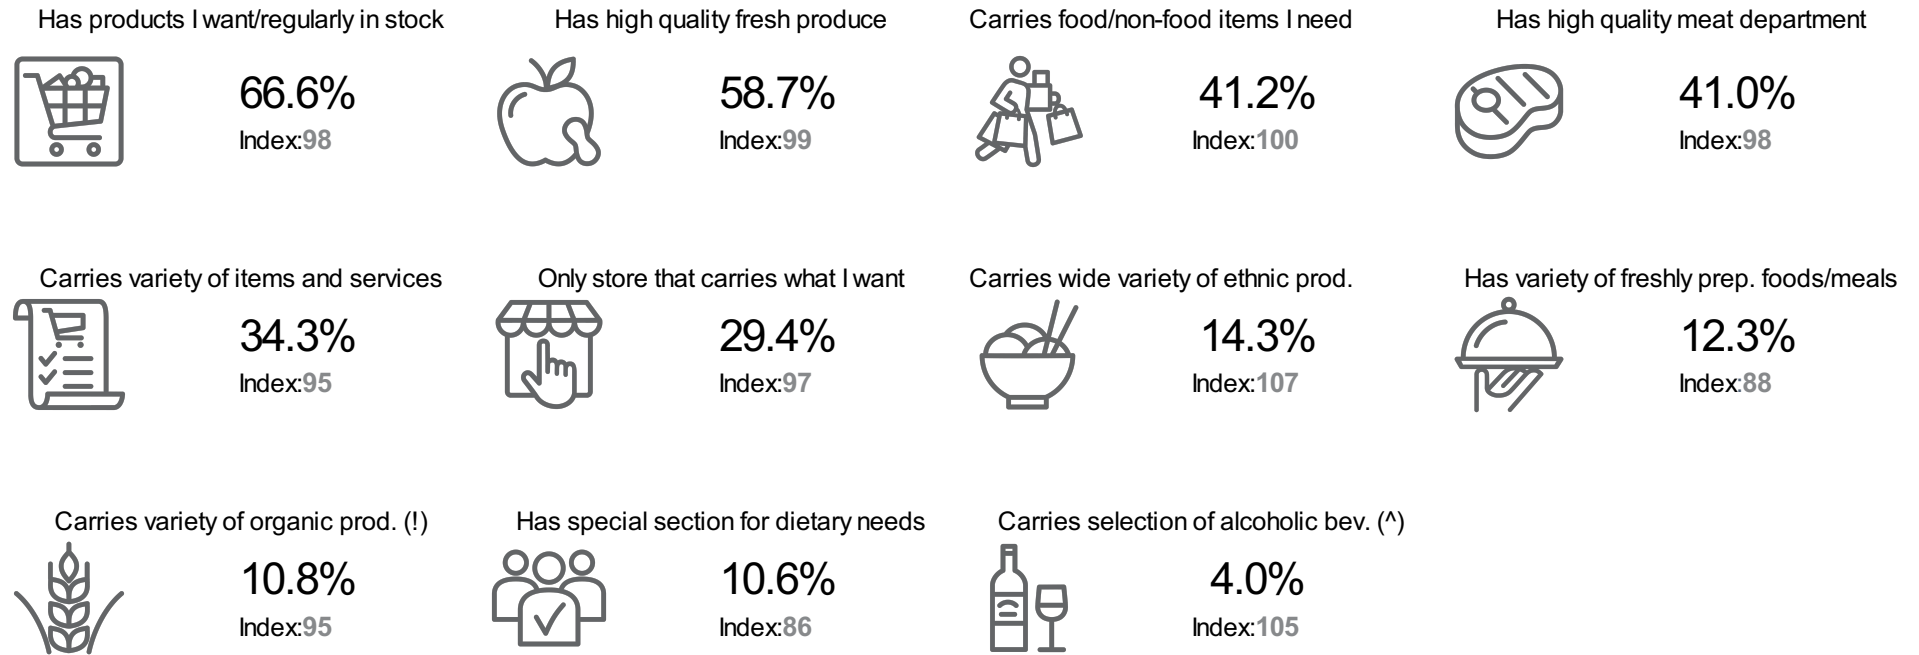 Has products I want/regularly in stock
66.6%
Index:98
Has high quality fresh produce
58.7%
Index:99
Carries food/non-food items I need
41.2%
Index:100
Has high quality meat department
41.0%
Index:98
Carries variety of items and services
34.3%
Index:95
Only store that carries what I want
29.4%
Index:97
Carries wide variety of ethnic prod.
14.3%
Index:107
Has variety of freshly prep. foods/meals
12.3%
Index:88
Carries variety of organic prod. (!)
10.8%
Index:95
Has special section for dietary needs
10.6%
Index:86
Carries selection of alcoholic bev. (^)
4.0%
Index:105